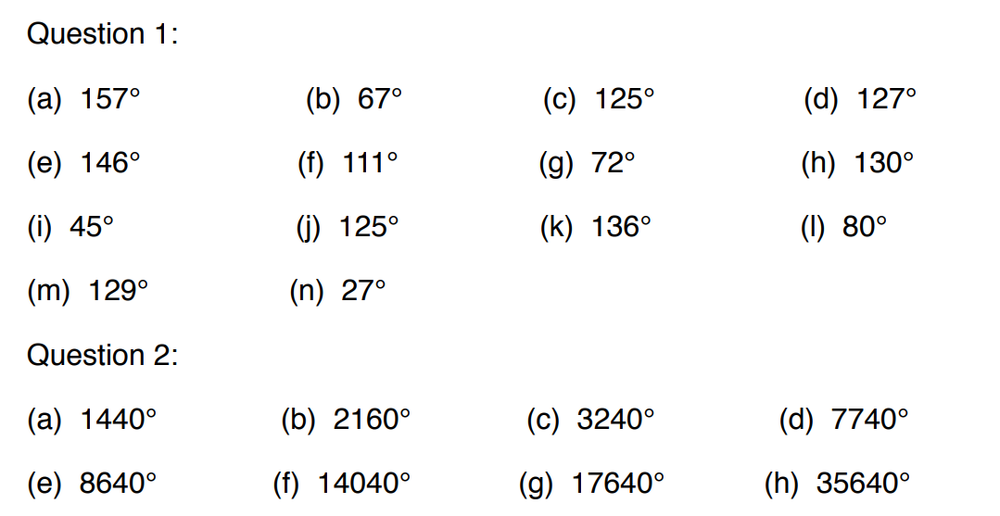 Question 1:
(a) 157° (b) 67° (c) 125° (d) 127°
(e) 146° (f) 111° (g) 72° (h) 130°
(i) 45° (j) 125° (k) 136° (l) 80°
(m) 129° (n) 27°
Question 2:
(a) 1440° (b) 2160° (c) 3240° (d) 7740°
(e) 8640° (f) 14040° (g) 17640° (h) 35640°